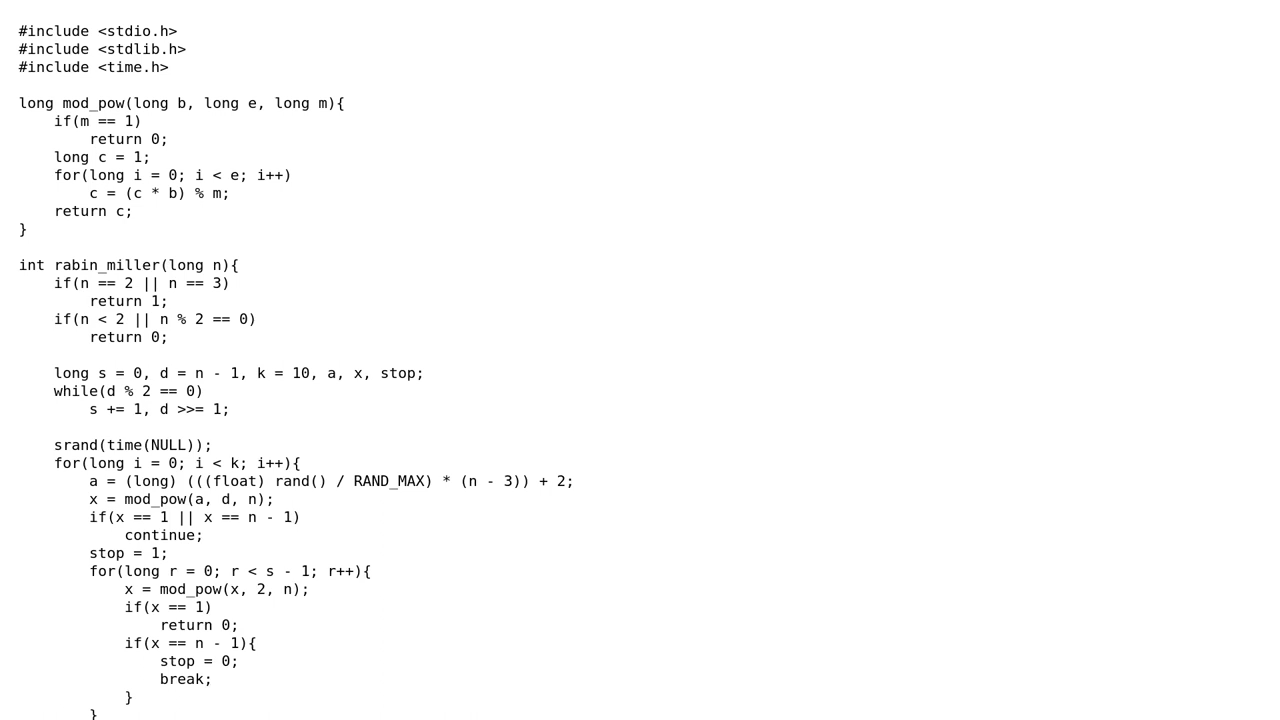 #include <stdio.h>
#include <stdlib.h>
#include <time.h>

long mod_pow(long b, long e, long m){
    if(m == 1)
        return 0;
    long c = 1;
    for(long i = 0; i < e; i++)
        c = (c * b) % m;
    return c;
}

int rabin_miller(long n){
    if(n == 2 || n == 3)
        return 1;
    if(n < 2 || n % 2 == 0)
        return 0;

    long s = 0, d = n - 1, k = 10, a, x, stop;
    while(d % 2 == 0)
        s += 1, d >>= 1;

    srand(time(NULL));
    for(long i = 0; i < k; i++){
        a = (long) (((float) rand() / RAND_MAX) * (n - 3)) + 2;
        x = mod_pow(a, d, n);
        if(x == 1 || x == n - 1)
            continue;
        stop = 1;
        for(long r = 0; r < s - 1; r++){
            x = mod_pow(x, 2, n);
            if(x == 1)
                return 0;
            if(x == n - 1){
                stop = 0;
                break;
            }
        }